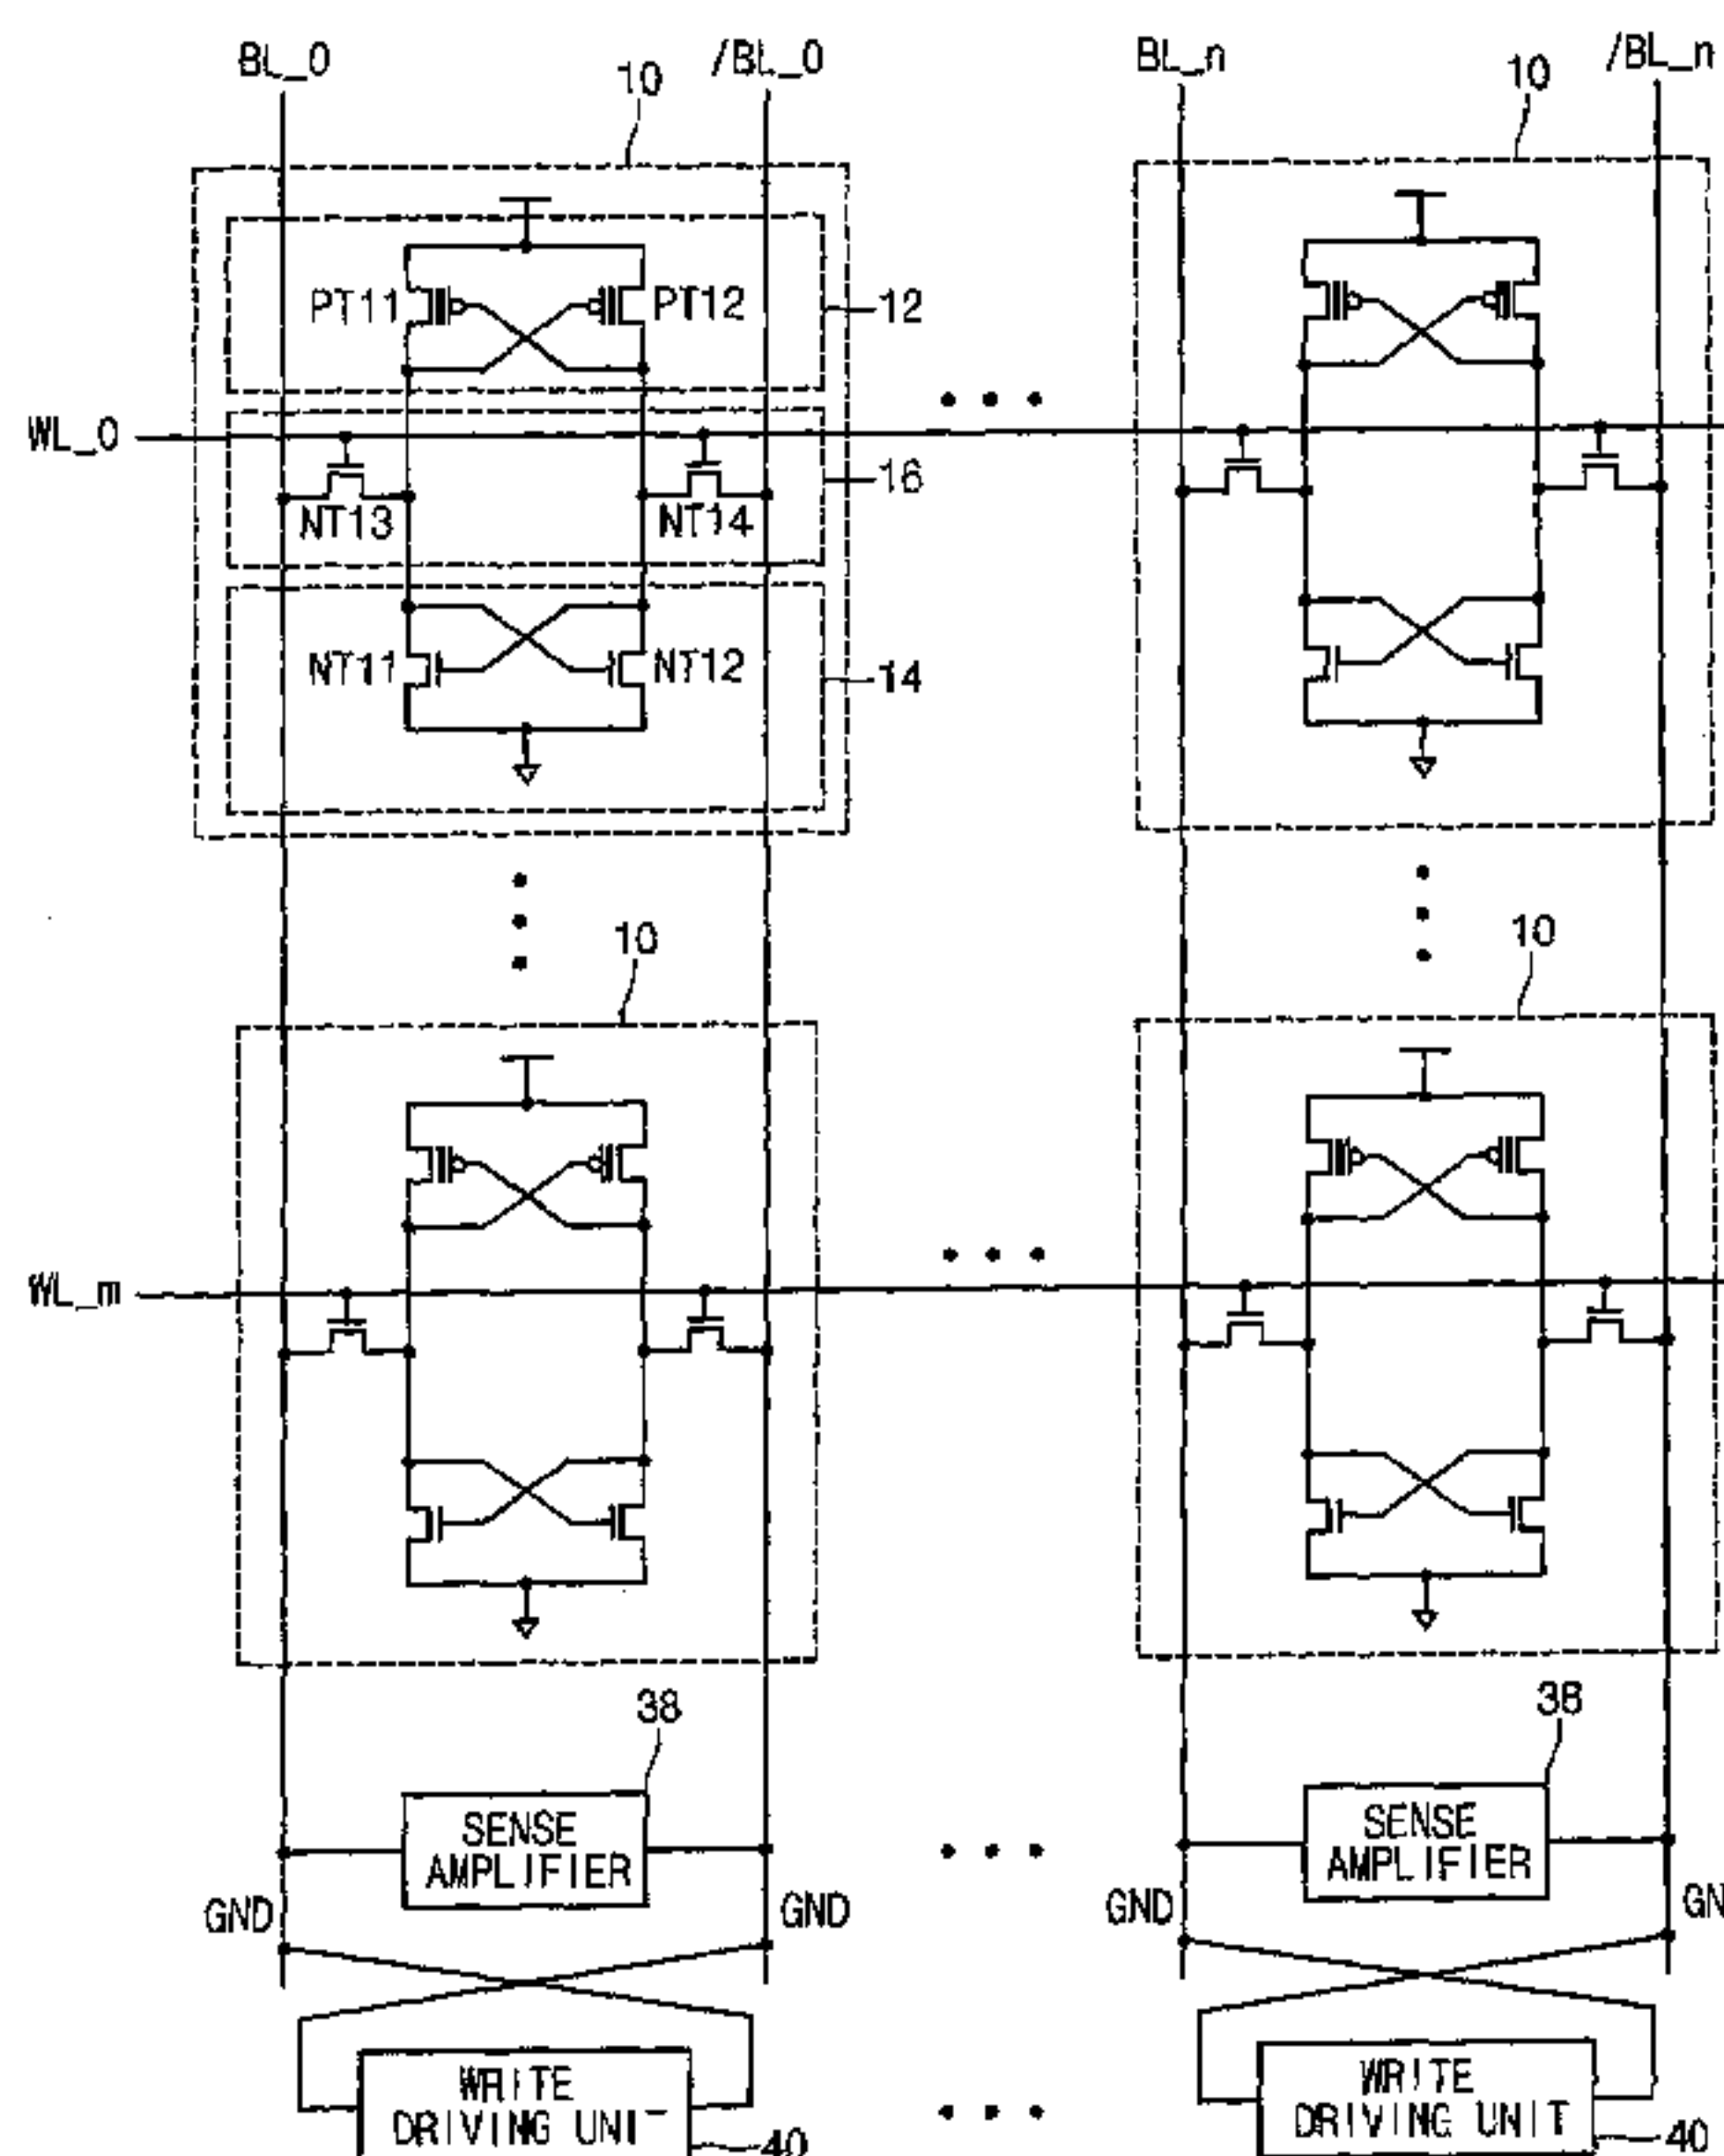 BL_0
/BL_0
BL_n
/BL_n
10
10
PT11
PT12
12
WL_0
16
NT13
NT14
NT11
NT12
14
10
10
WL_m
38
38
SENSE
AMPLIFIER
SENSE
AMPLIFIER
GND
GND
GND
GN
WRITE
DRIVING UNIT
40
WRITE
DRIVING UNIT
40